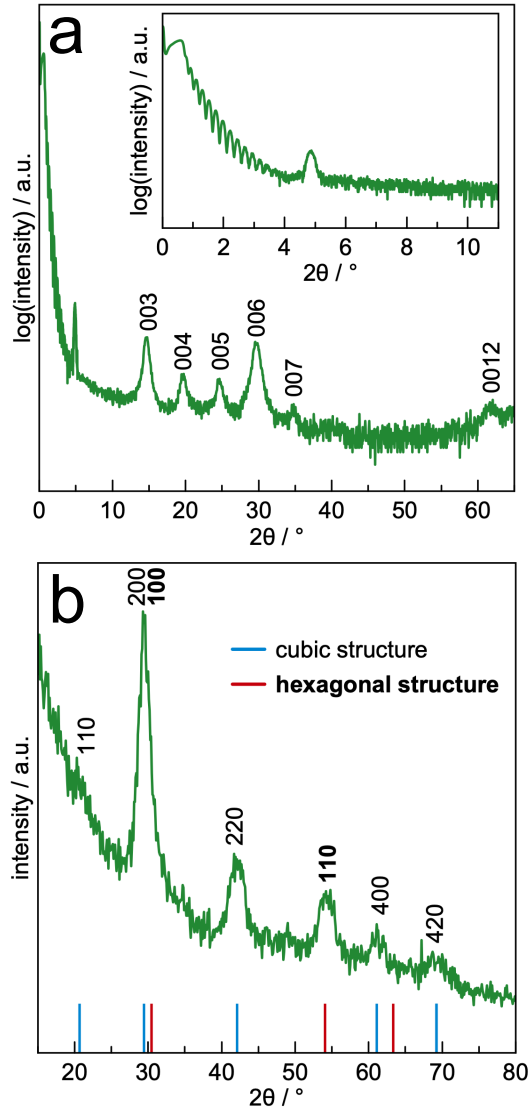 a
log(intensity) / a.u.
0 2 4 6 8 10
2θ / °
log(intensity) / a.u.
003
004
005
006
007
0012
0 10 20 30 40 50 60
2θ / °
b
200
100
cubic structure
hexagonal structure
110
220
110
400
420
intensity / a.u.
20 30 40 50 60 70 80
2θ / °